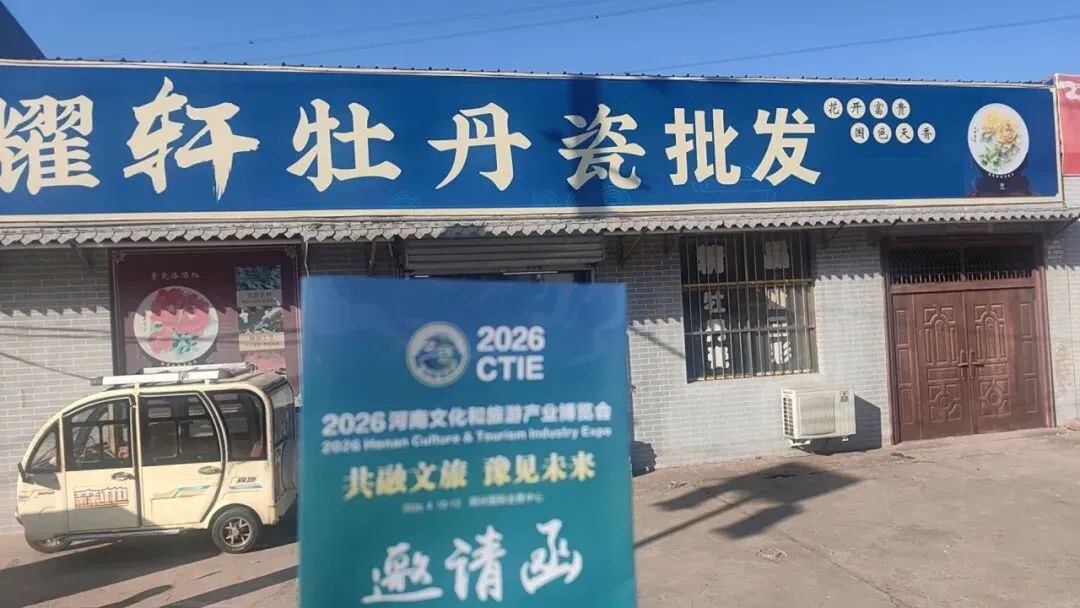 耀轩牡丹瓷批发
花开富贵
国色天香
2026
CTIE
2026河南文化和旅游产业博览会
2026 Henan Culture & Tourism Industry Expo
共融文旅 豫见未来
邀请函